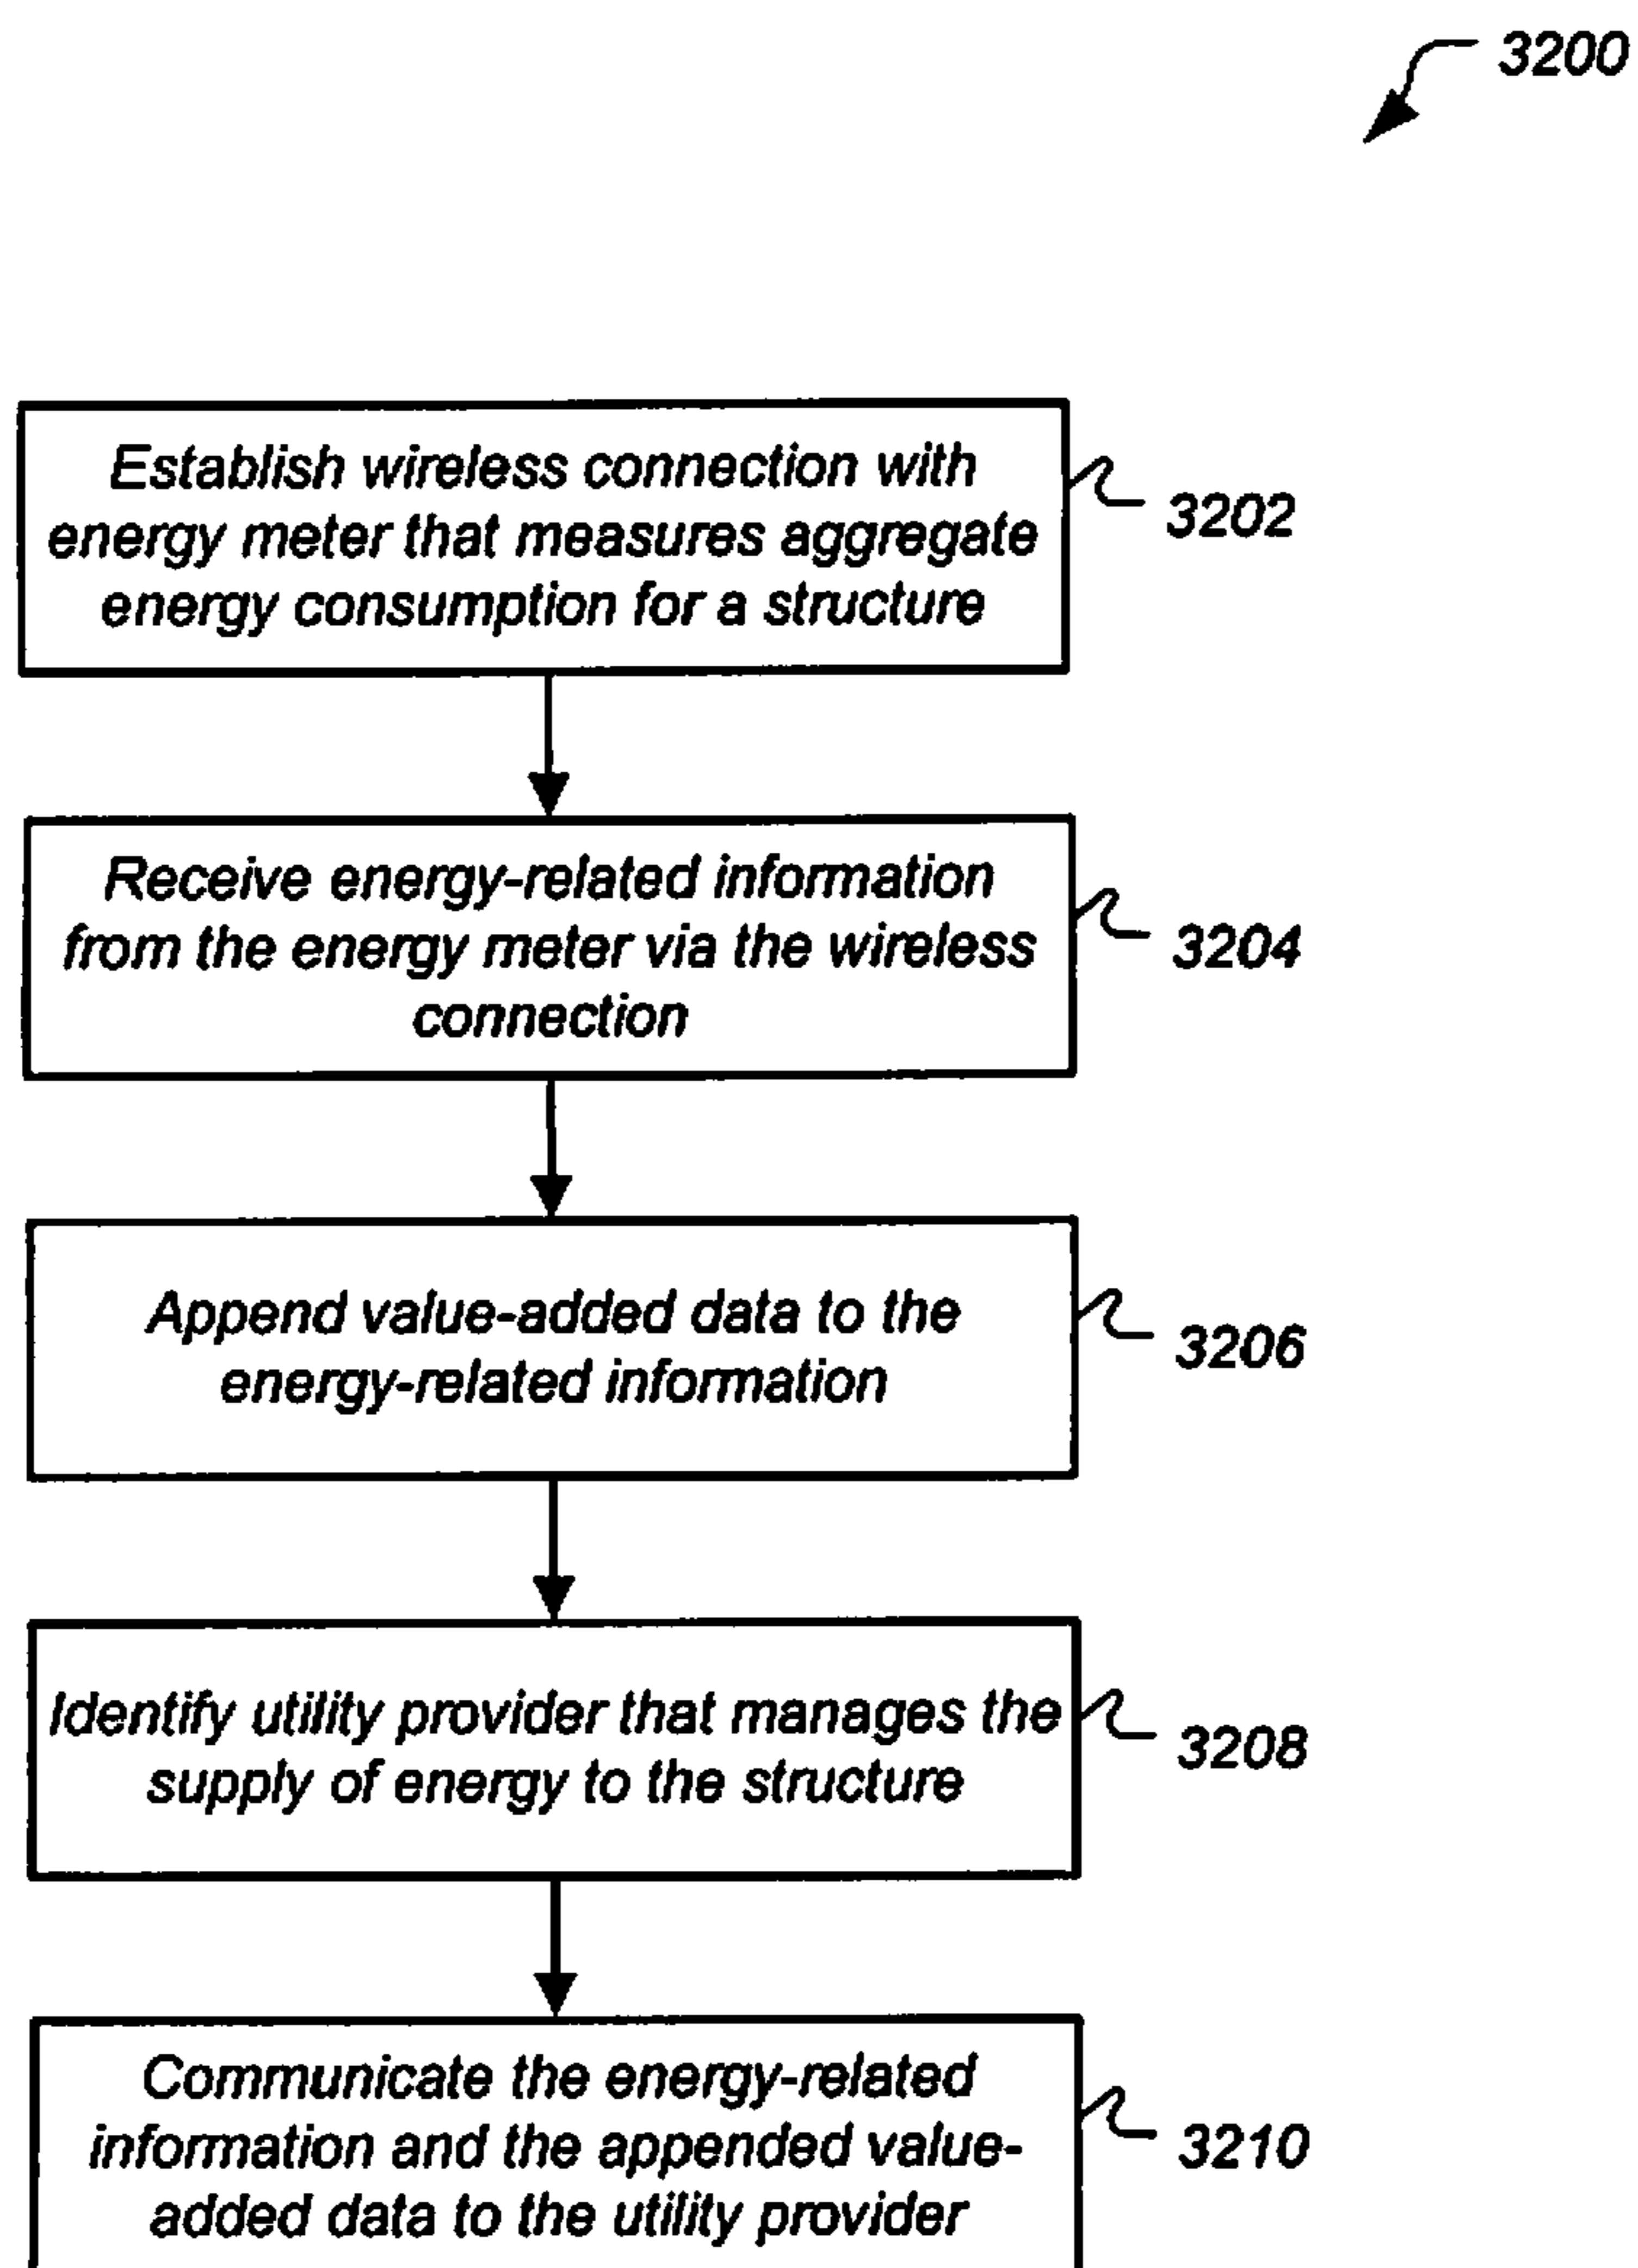 3200
Establish wireless connection with
energy meter that measures aggregate
energy consumption for a structure
3202
Receive energy-related information
from the energy meter via the wireless
connection
3204
Append value-added data to the
energy-related information
3206
Identify utility provider that manages the
supply of energy to the structure
3208
Communicate the energy-related
information and the appended value-
added data to the utility provider
3210